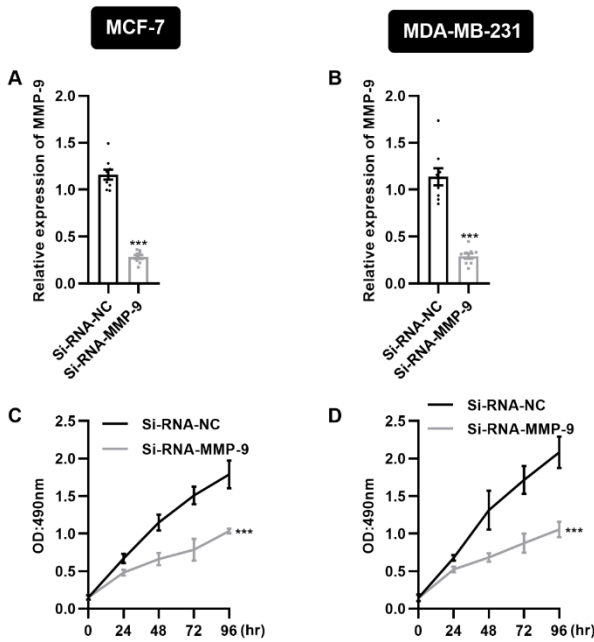 MCF-7
MDA-MB-231
A
Relative expression of MMP-9
2.0
1.5
1.0
0.5
0.0
***
Si-RNA-NC
Si-RNA-MMP-9
B
Relative expression of MMP-9
2.0
1.5
1.0
0.5
0.0
***
Si-RNA-NC
Si-RNA-MMP-9
C
Si-RNA-NC
Si-RNA-MMP-9
OD:490nm
2.5
2.0
1.5
1.0
0.5
0.0
***
0 24 48 72 96 (hr)
D
Si-RNA-NC
Si-RNA-MMP-9
OD:490nm
2.5
2.0
1.5
1.0
0.5
0.0
***
0 24 48 72 96 (hr)